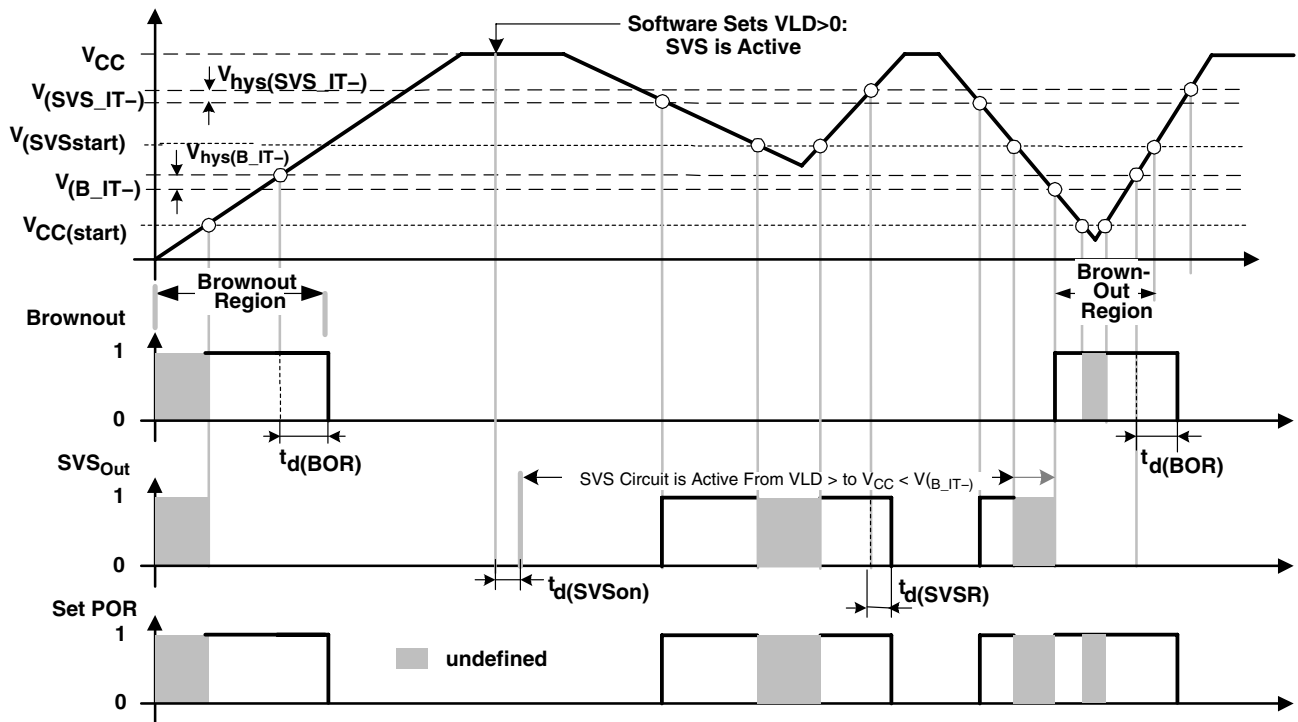 Software Sets VLD>0:
SVS is Active
VCC
Vhys(SVS_IT−)
V(SVS_IT−)
V(SVSstart)
Vhys(B_IT−)
V(B_IT−)
VCC(start)
Brownout
Region
Brown-
Out
Region
Brownout
1
0
td(BOR)
td(BOR)
SVSOut
SVS Circuit is Active From VLD > to VCC < V(B_IT−)
1
0
td(SVSon)
td(SVSR)
Set POR
1
undefined
0